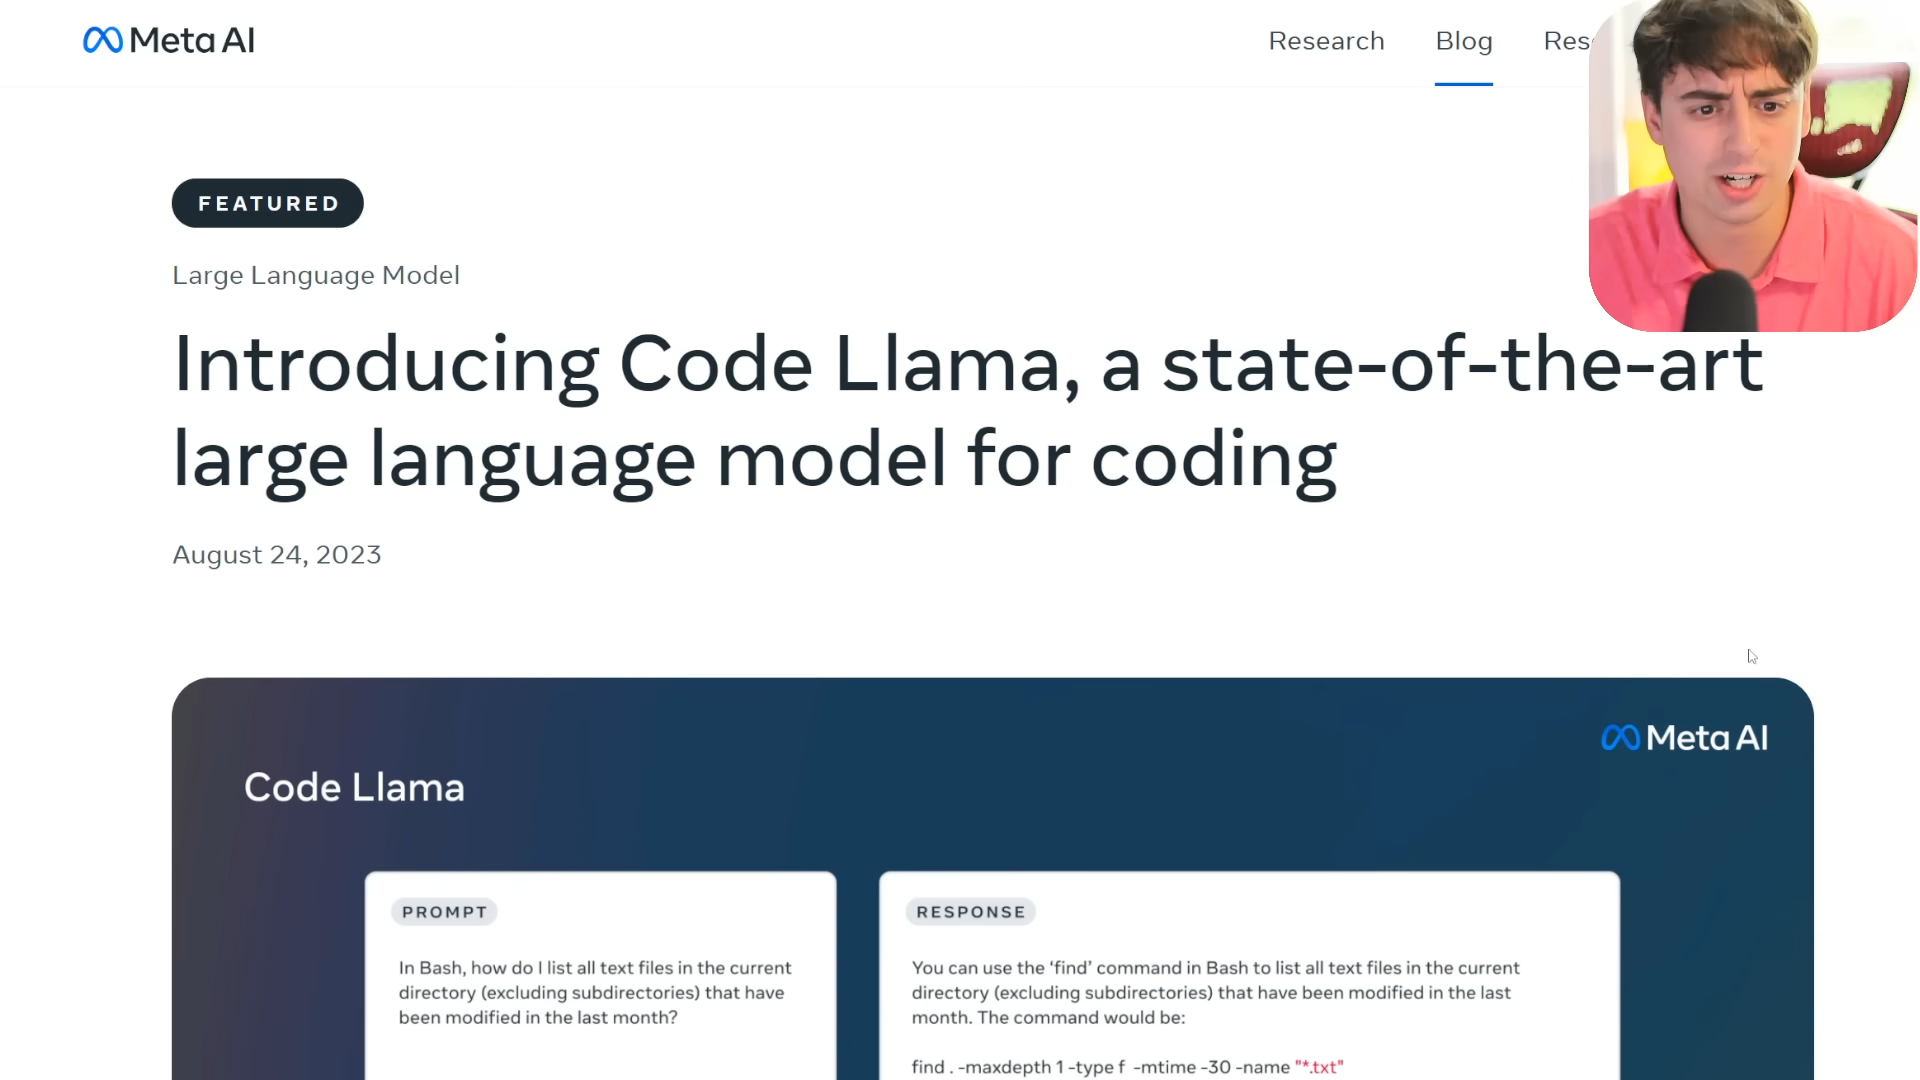 Meta AI
Research Blog
FEATURED
Large Language Model
Introducing Code Llama, a state-of-the-art
large language model for coding
August 24, 2023
Meta AI
Code Llama
PROMPT
In Bash, how do I list all text files in the current
directory (excluding subdirectories) that have
been modified in the last month?
RESPONSE
You can use the ‘find’ command in Bash to list all text files in the current
directory (excluding subdirectories) that have been modified in the last
month. The command would be:
find . -maxdepth 1 -type f -mtime -30 -name "*.txt"